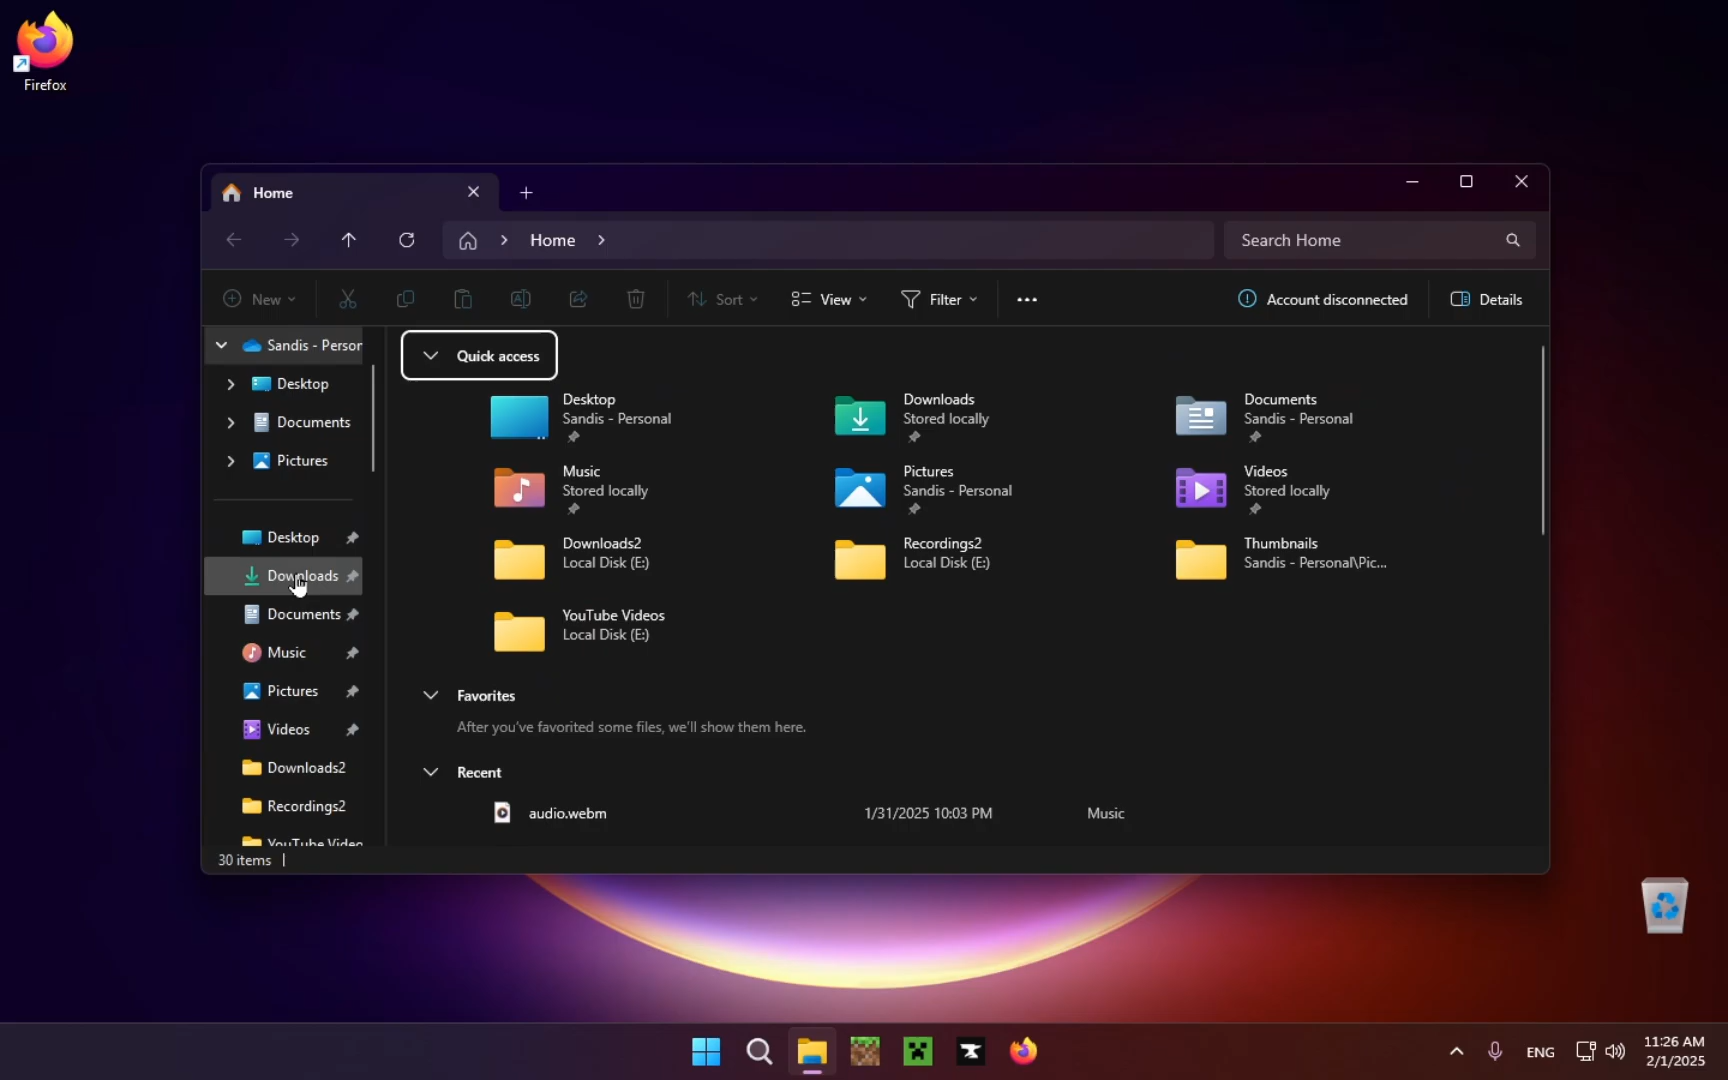 Firefox
Home
Home
Search Home
New
Sort
View
Filter
Account disconnected
Details
Sandis - Person
Desktop
Documents
Pictures
Desktop
Downloads
Documents
Music
Pictures
Videos
Downloads2
Recordings2
YouTube Video
Quick access
Desktop
Sandis - Personal
Downloads
Stored locally
Documents
Sandis - Personal
Music
Stored locally
Pictures
Sandis - Personal
Videos
Stored locally
Downloads2
Local Disk (E:)
Recordings2
Local Disk (E:)
Thumbnails
Sandis - Personal\Pic...
YouTube Videos
Local Disk (E:)
Favorites
After you've favorited some files, we'll show them here.
Recent
audio.webm 1/31/2025 10:03 PM Music
30 items
ENG
11:26 AM
2/1/2025